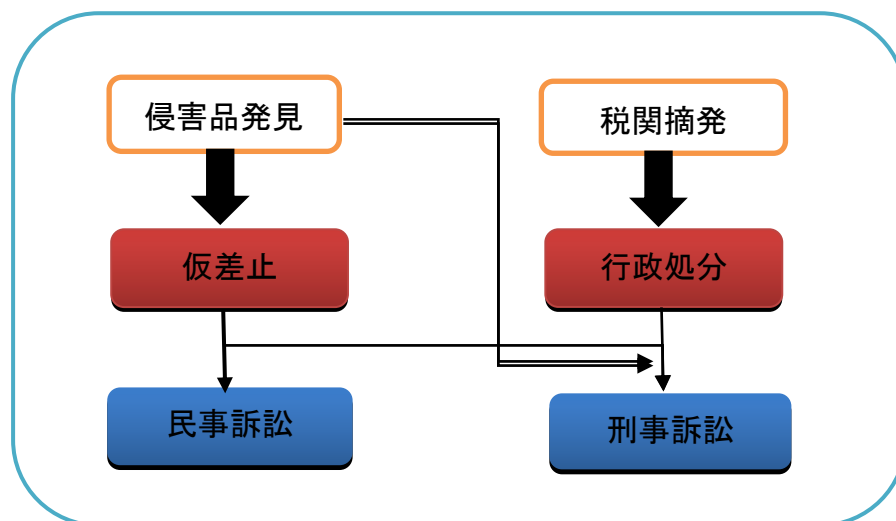 侵害品発見
税関摘発
仮差止
行政処分
民事訴訟
刑事訴訟